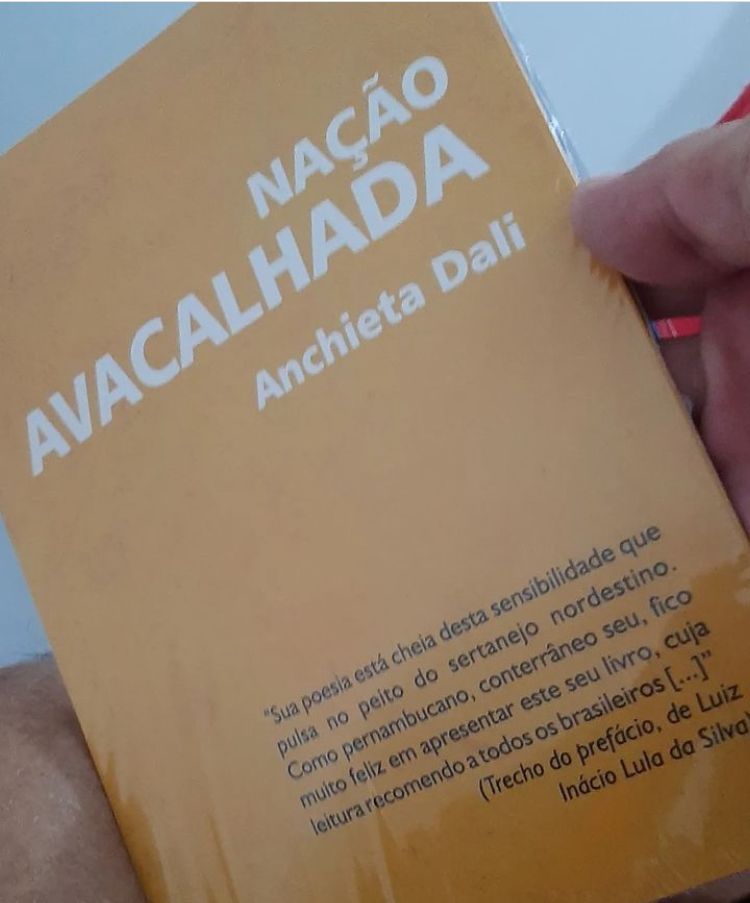 NAÇÃO
AVACALHADA
Anchieta Dali
"Sua poesia está cheia desta sensibilidade que
pulsa no peito do sertanejo nordestino.
Como pernambucano, conterrâneo seu, fico
muito feliz em apresentar este seu livro, cuja
leitura recomendo a todos os brasileiros [...]"
(Trecho do prefácio, de Luiz
Inácio Lula da Silva)